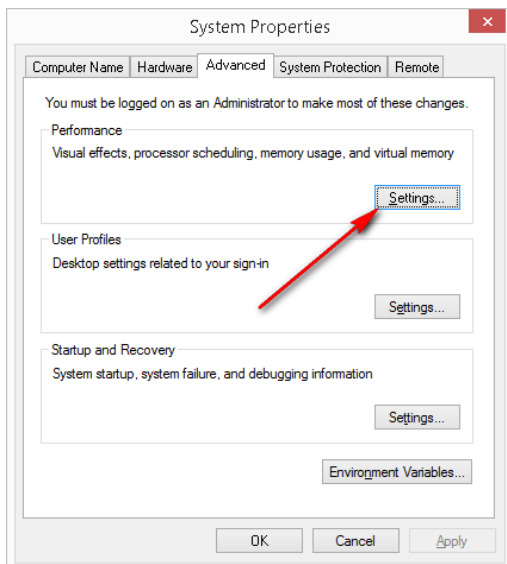 System Properties
Computer Name Hardware Advanced System Protection Remote
You must be logged on as an Administrator to make most of these changes.
Performance
Visual effects, processor scheduling, memory usage, and virtual memory
Settings...
User Profiles
Desktop settings related to your sign-in
Settings...
Startup and Recovery
System startup, system failure, and debugging information
Settings...
Environment Variables...
OK Cancel Apply